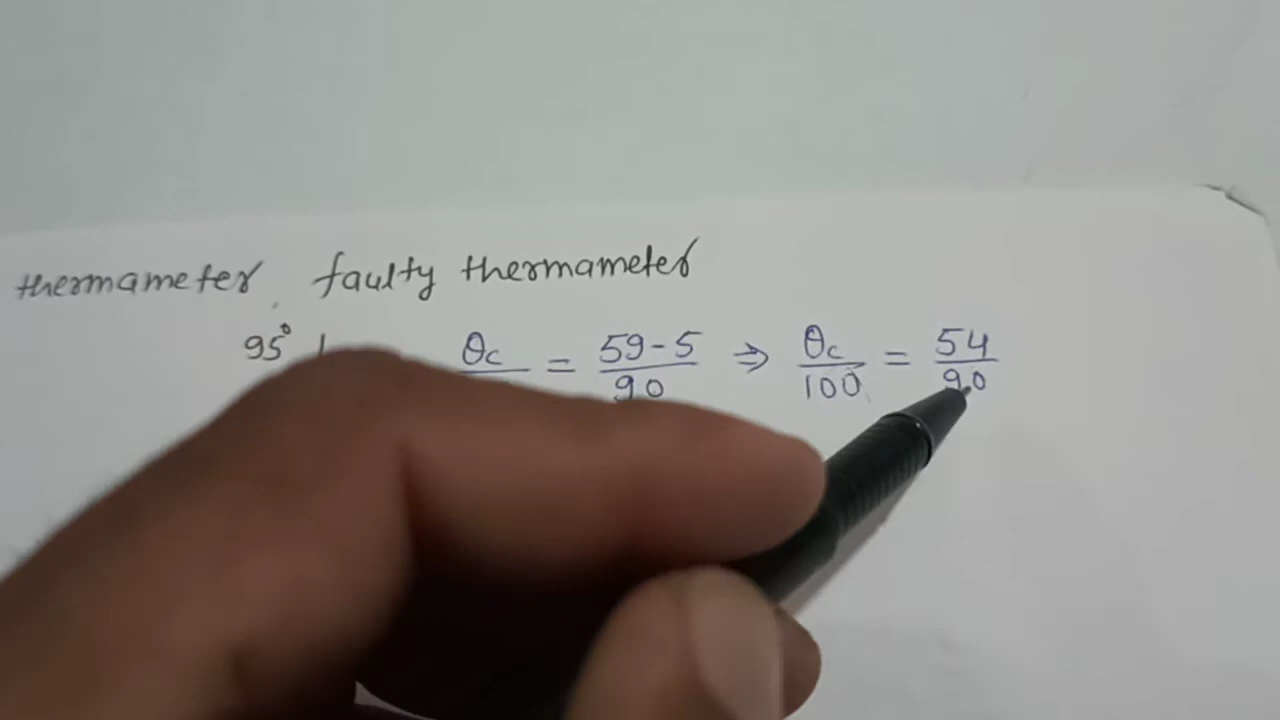 thermameter faulty thermameter
95° θc = 59-5 ⇒ θc = 54
90 100 90